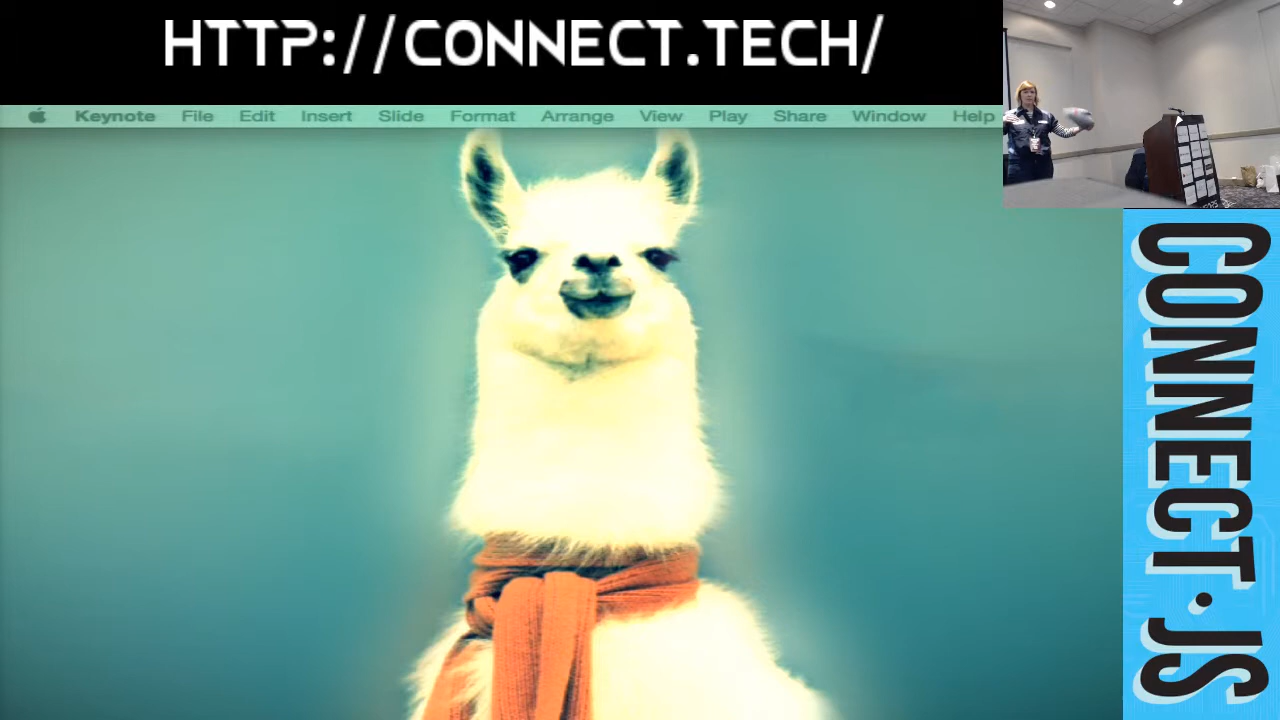 HTTP://CONNECT.TECH/
Keynote File Edit Insert Slide Format Arrange View Play Share Window Help
CONNECT·JS